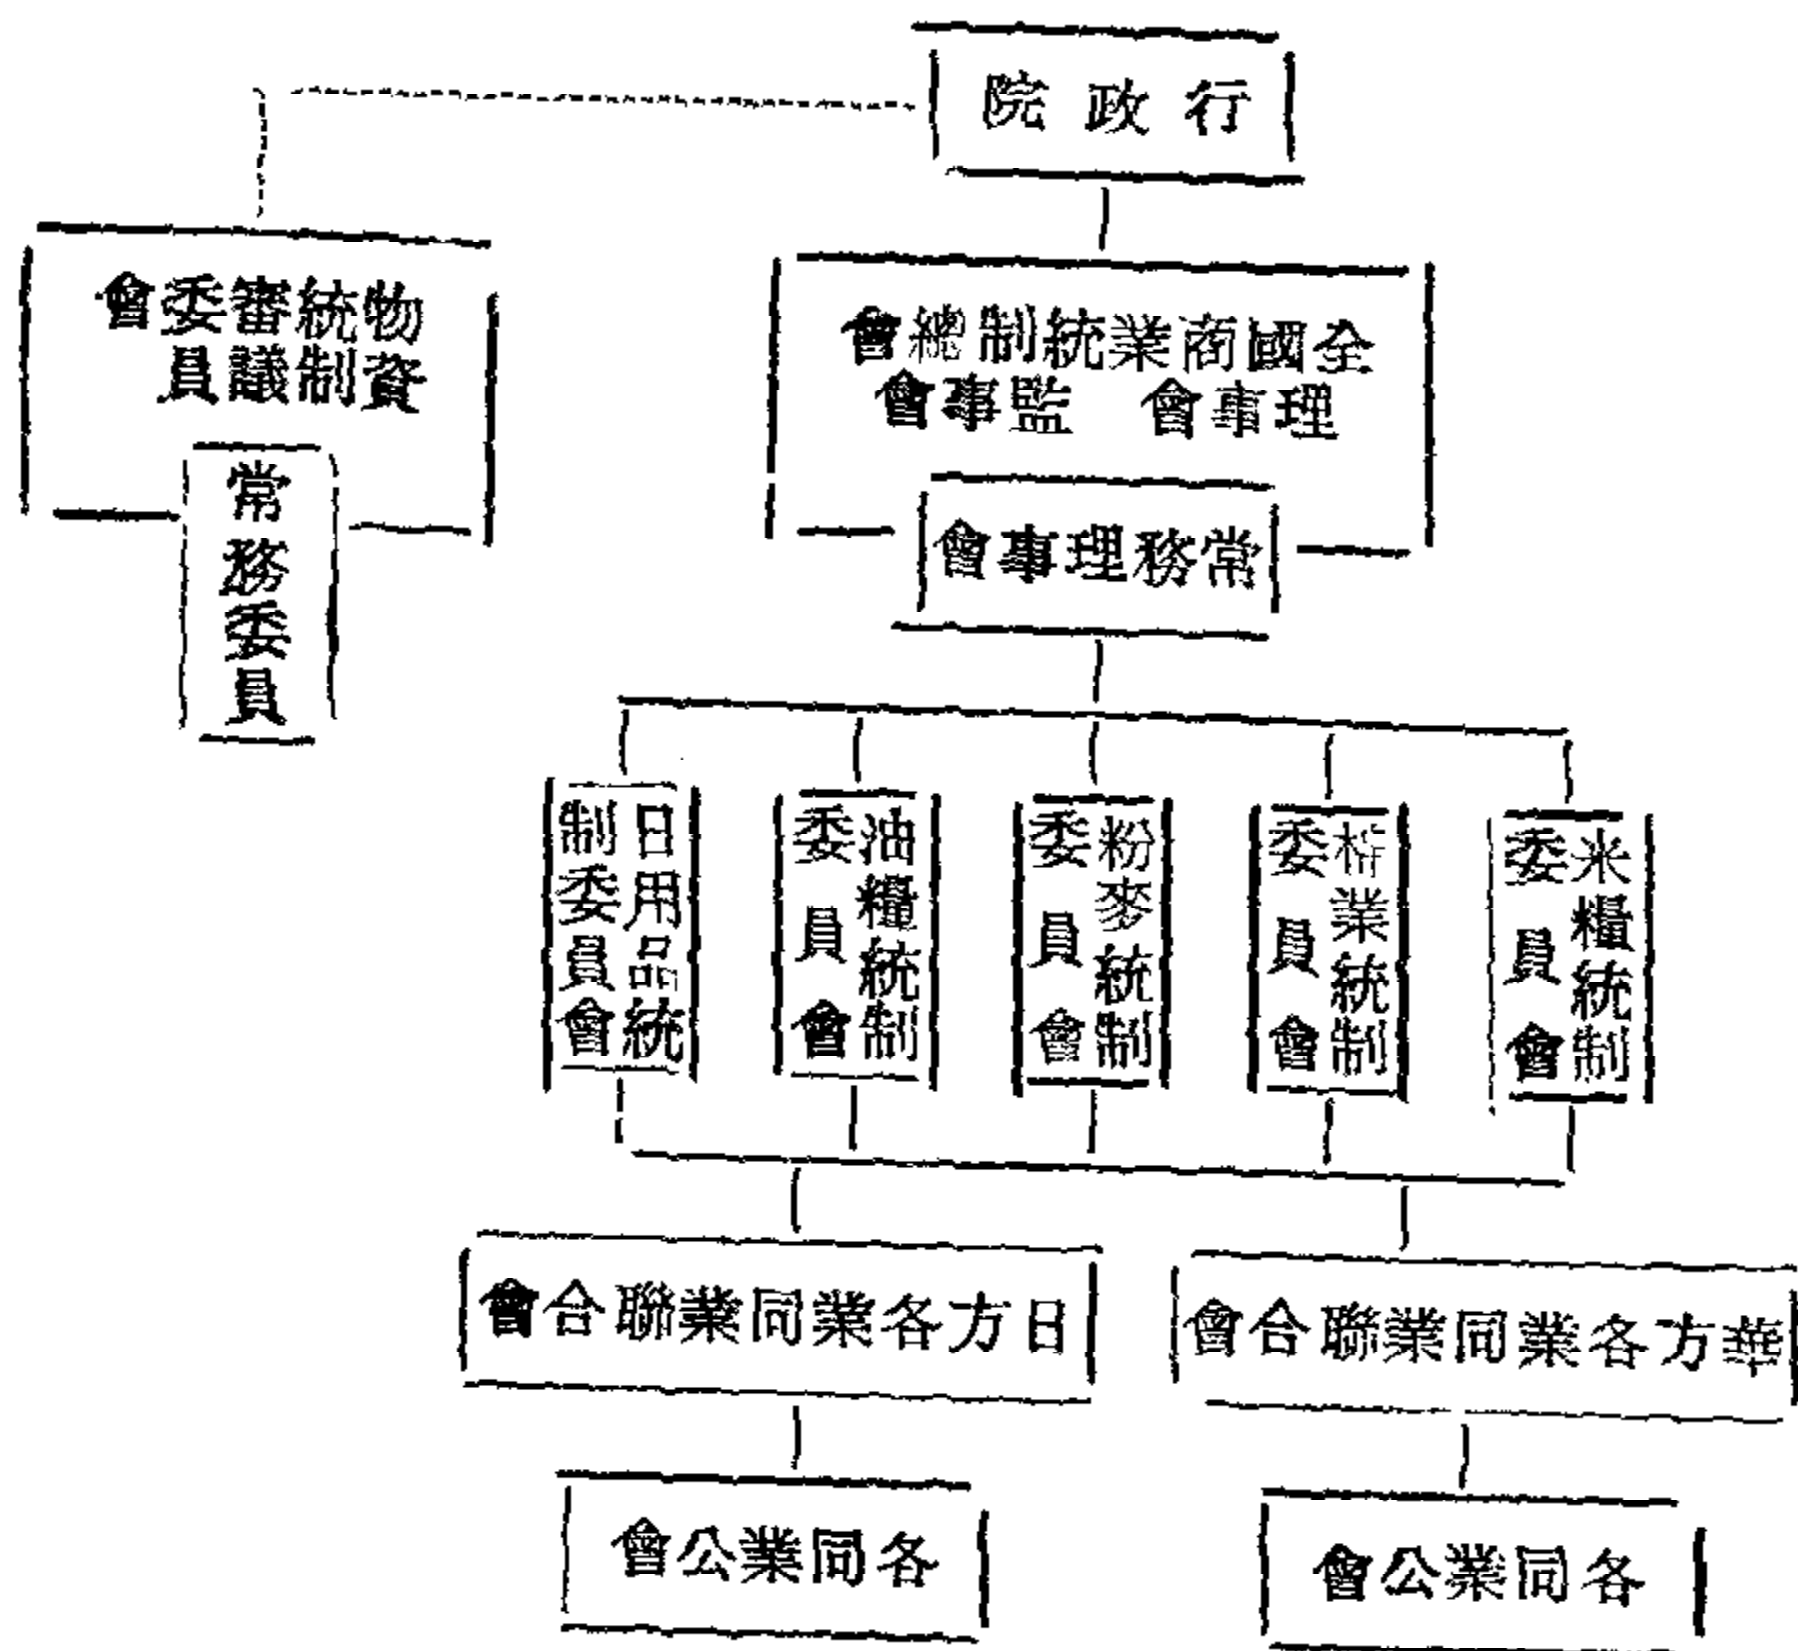 行政院
物資統制審議委員會
常務委員
全國商業統制總會
理事會 監事會
常務理事會
米糧統制委員會
業統制委員會
粉麥統制委員會
油糧統制委員會
日用品統制委員會
華方各業同業聯合會
日方各業同業聯合會
各同業公會
各同業公會